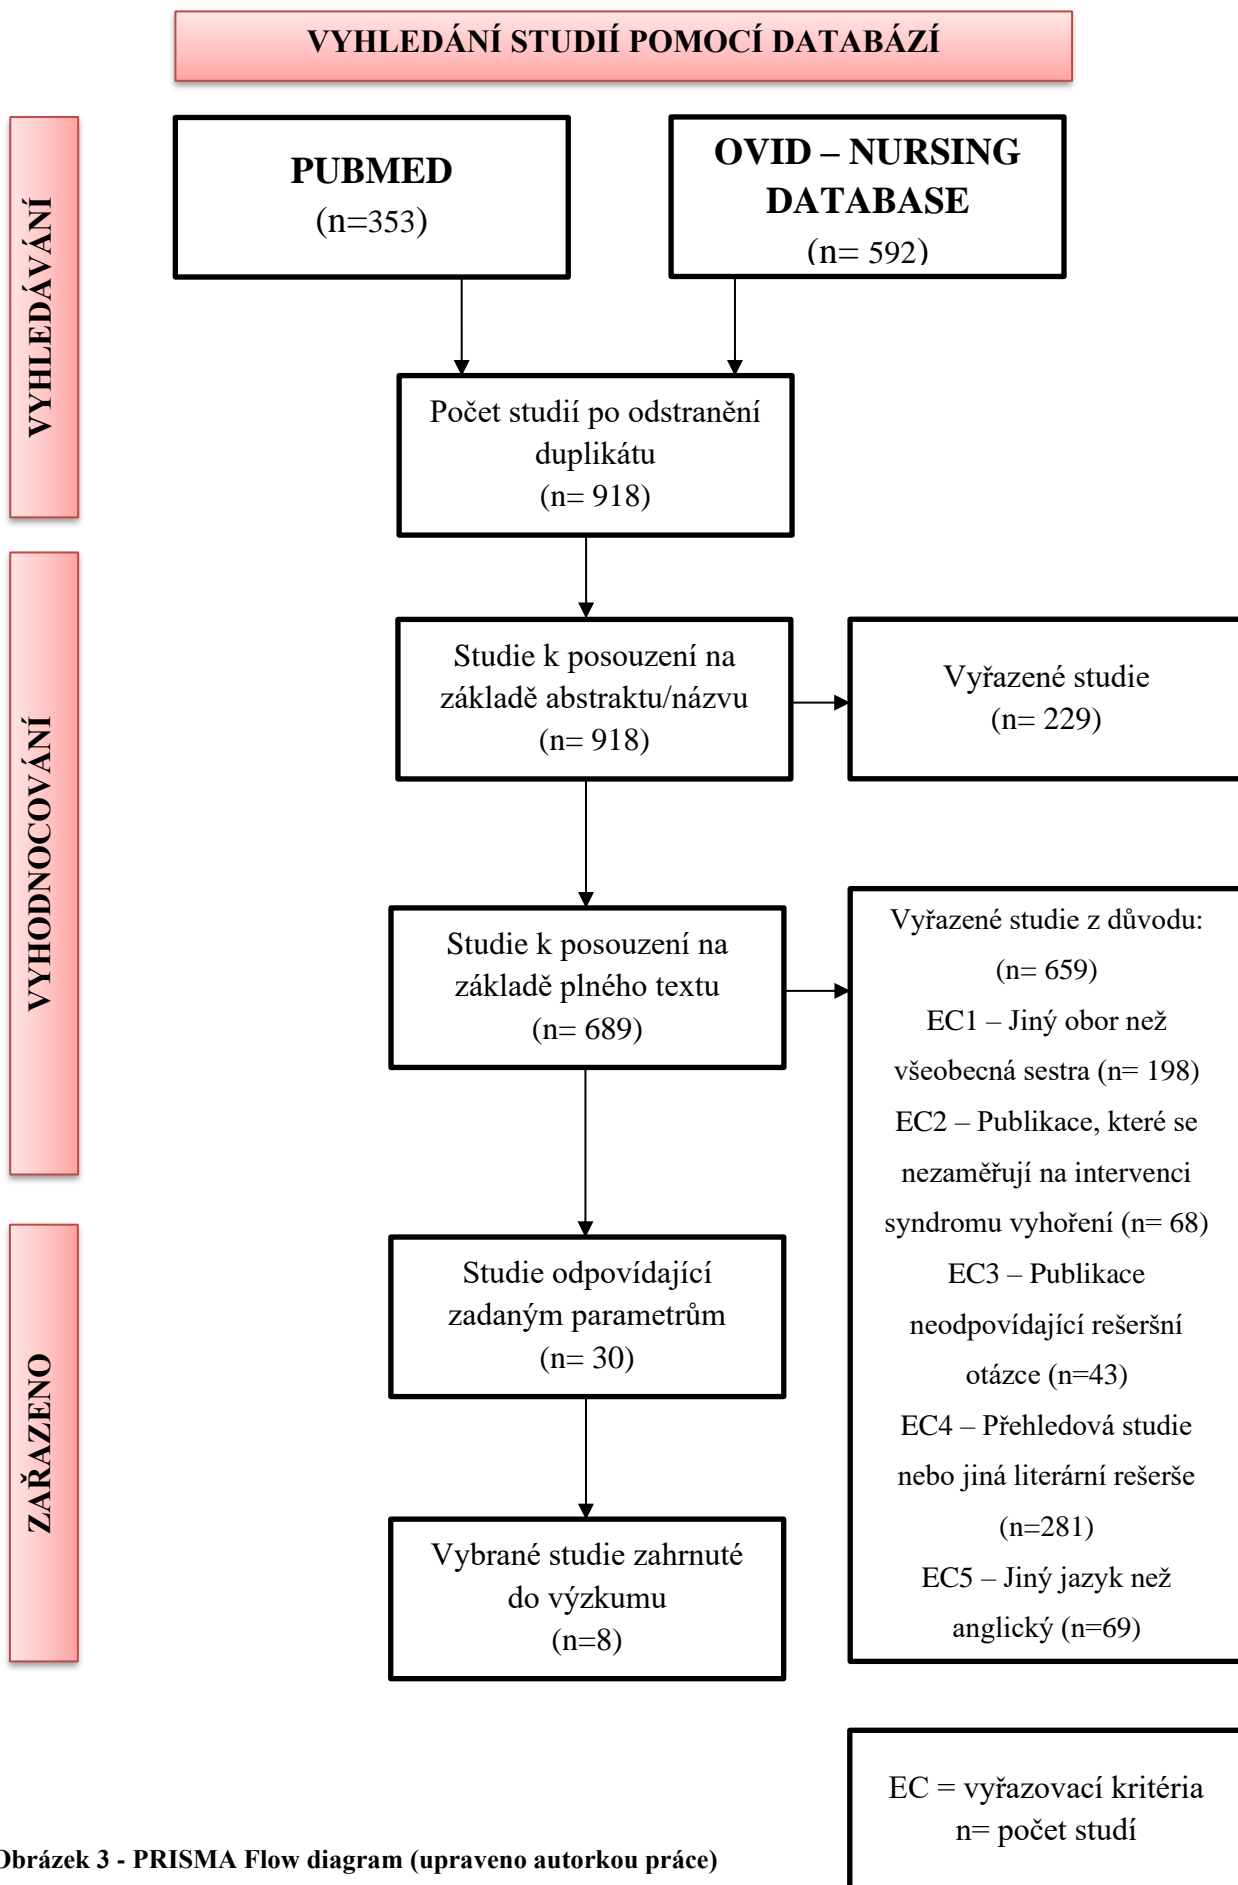 VYHLEDÁNÍ STUDIÍ POMOCÍ DATABÁZÍ
VYHLEDÁVÁNÍ
PUBMED
(n=353)
OVID – NURSING
DATABASE
(n= 592)
Počet studií po odstranění
duplikátu
(n= 918)
VYHODNOCOVÁNÍ
Studie k posouzení na
základě abstraktu/názvu
(n= 918)
Vyřazené studie
(n= 229)
Studie k posouzení na
základě plného textu
(n= 689)
Vyřazené studie z důvodu:
(n= 659)
EC1 – Jiný obor než
všeobecná sestra (n= 198)
EC2 – Publikace, které se
nezaměřují na intervenci
syndromu vyhoření (n= 68)
EC3 – Publikace
neodpovídající rešeršní
otázce (n=43)
EC4 – Přehledová studie
nebo jiná literární rešerše
(n=281)
EC5 – Jiný jazyk než
anglický (n=69)
ZAŘAZENO
Studie odpovídající
zadaným parametrům
(n= 30)
Vybrané studie zahrnuté
do výzkumu
(n=8)
EC = vyřazovací kritéria
n= počet studí
Obrázek 3 - PRISMA Flow diagram (upraveno autorkou práce)